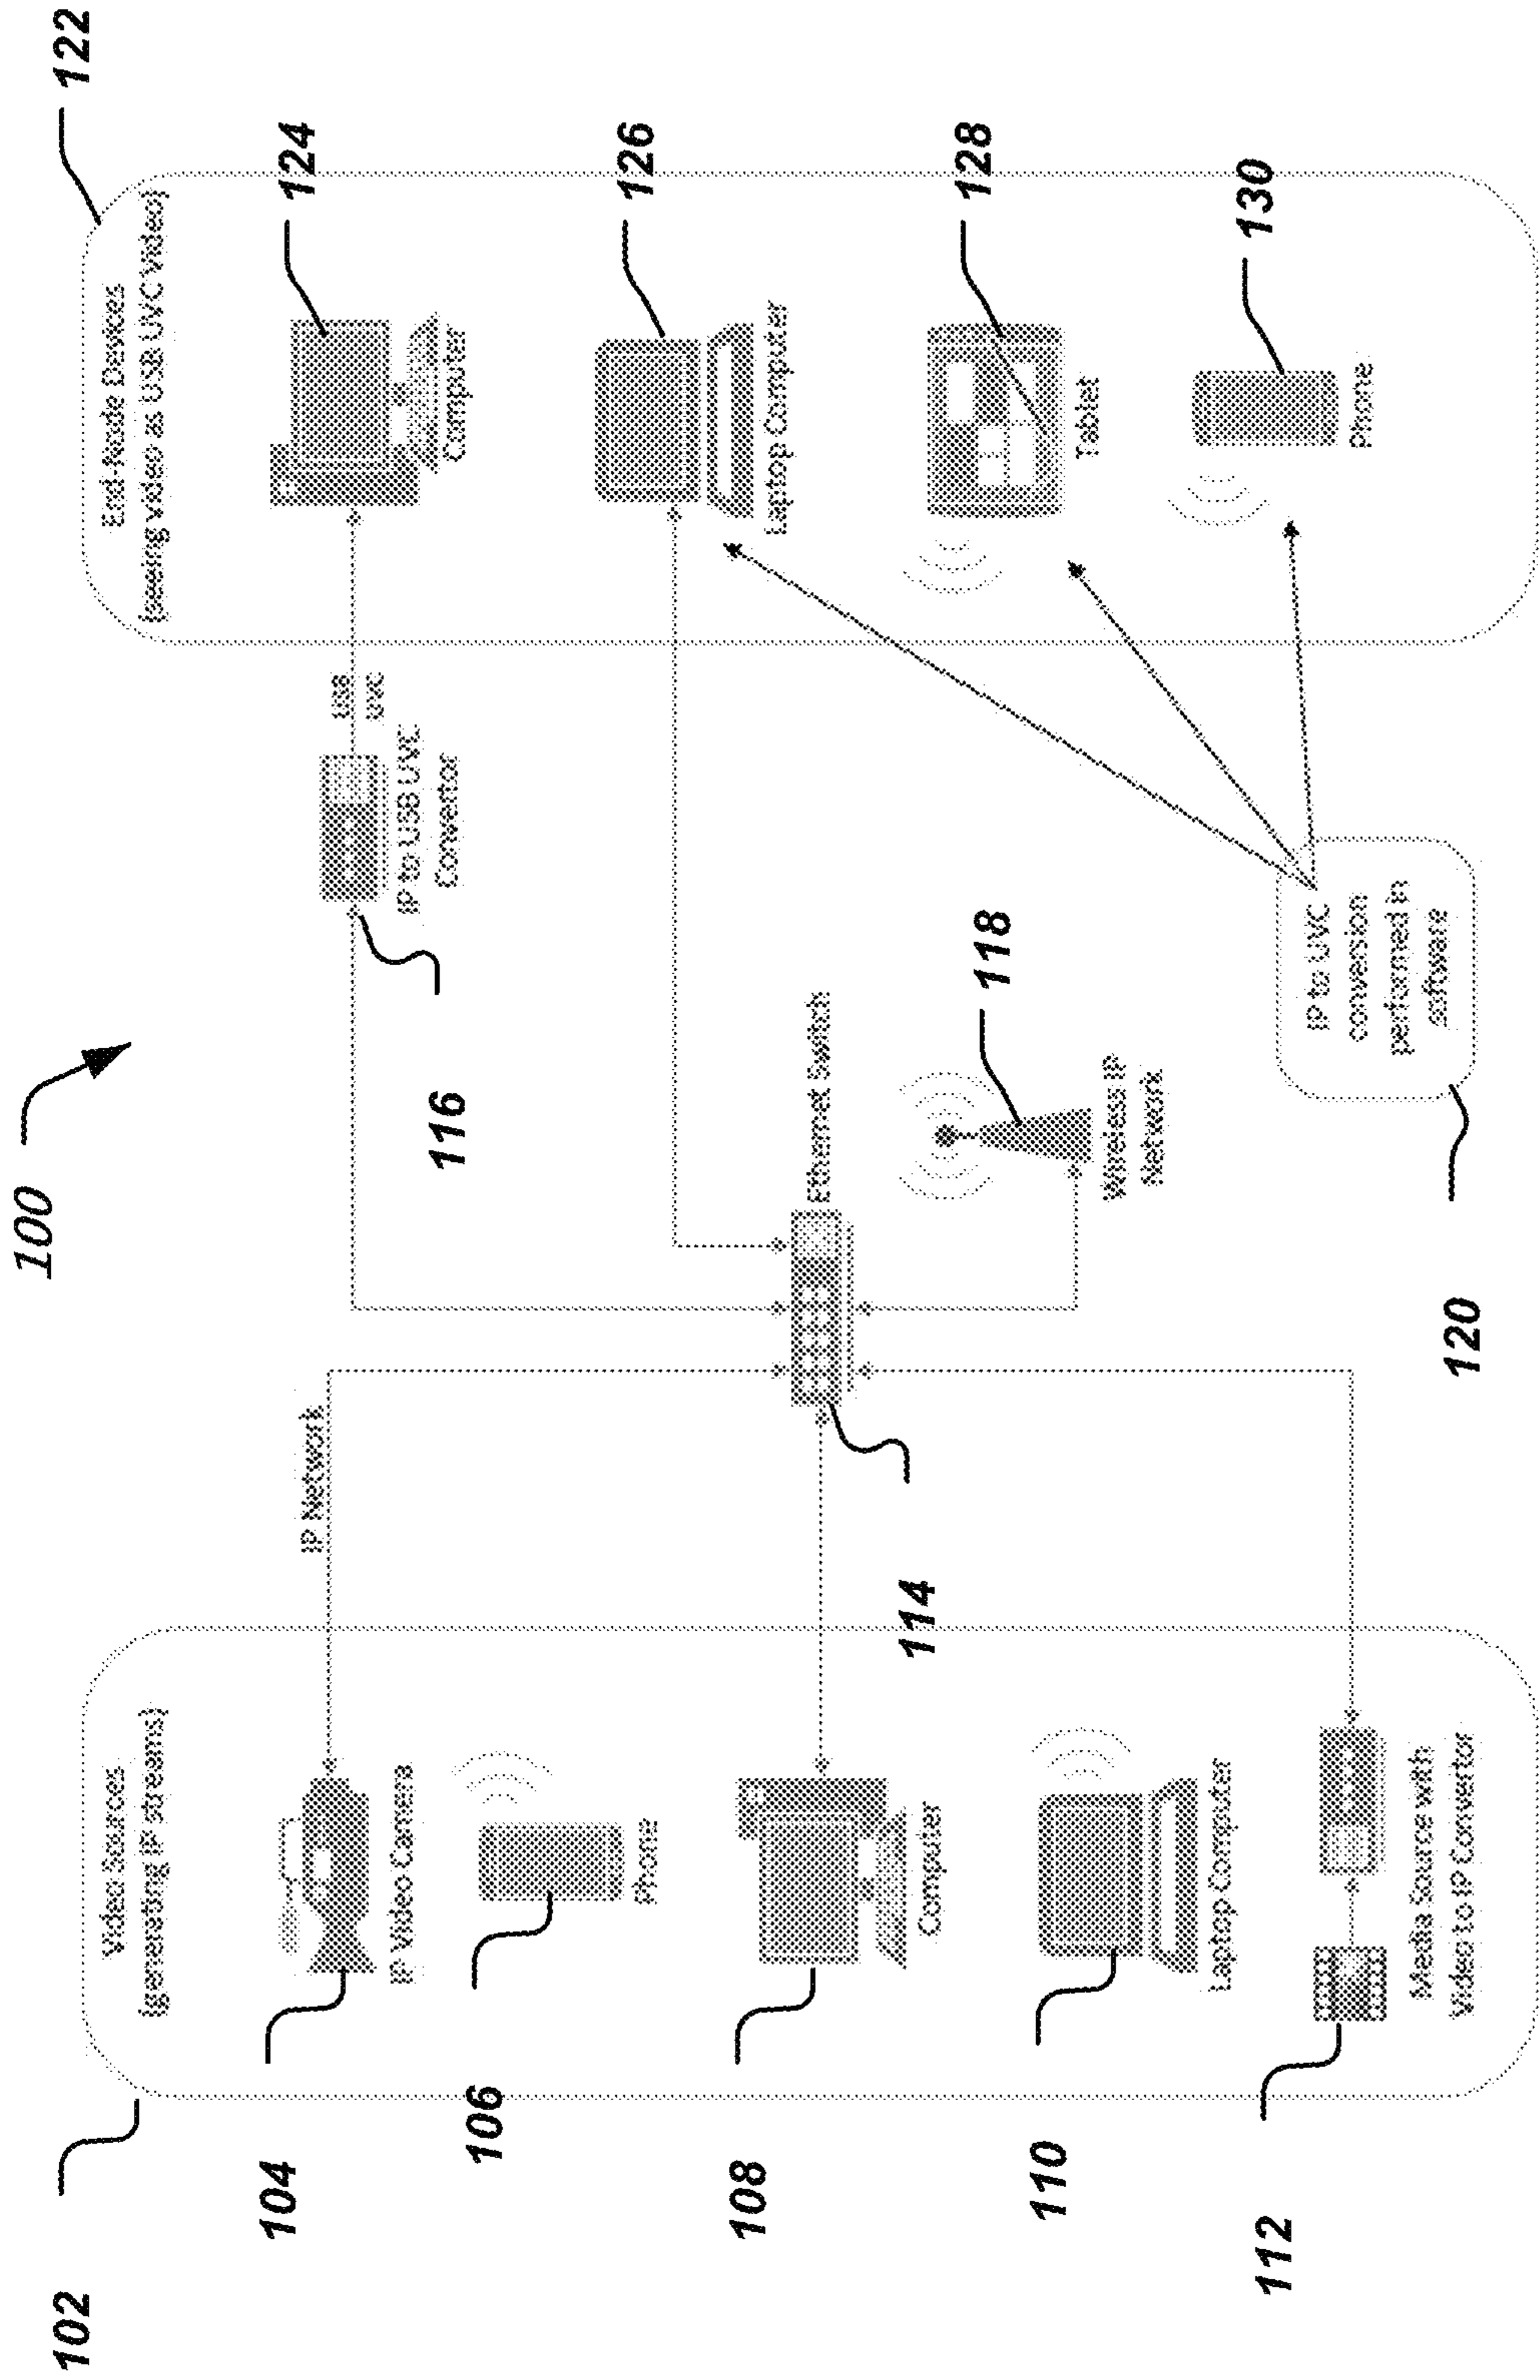 100
102
Video Sources
(generating IP streams)
104
IP Video Camera
106
Phone
108
Computer
110
Laptop Computer
112
Media Source with
Video to IP Convertor
IP Network
114
Ethernet Switch
116
IP to USB UVC
Convertor
USB
UVC
118
Wireless IP
Network
120
IP to UVC
conversion
performed in
software
122
End-Node Devices
(seeing video as USB UVC video)
124
Computer
126
Laptop Computer
128
Tablet
130
Phone